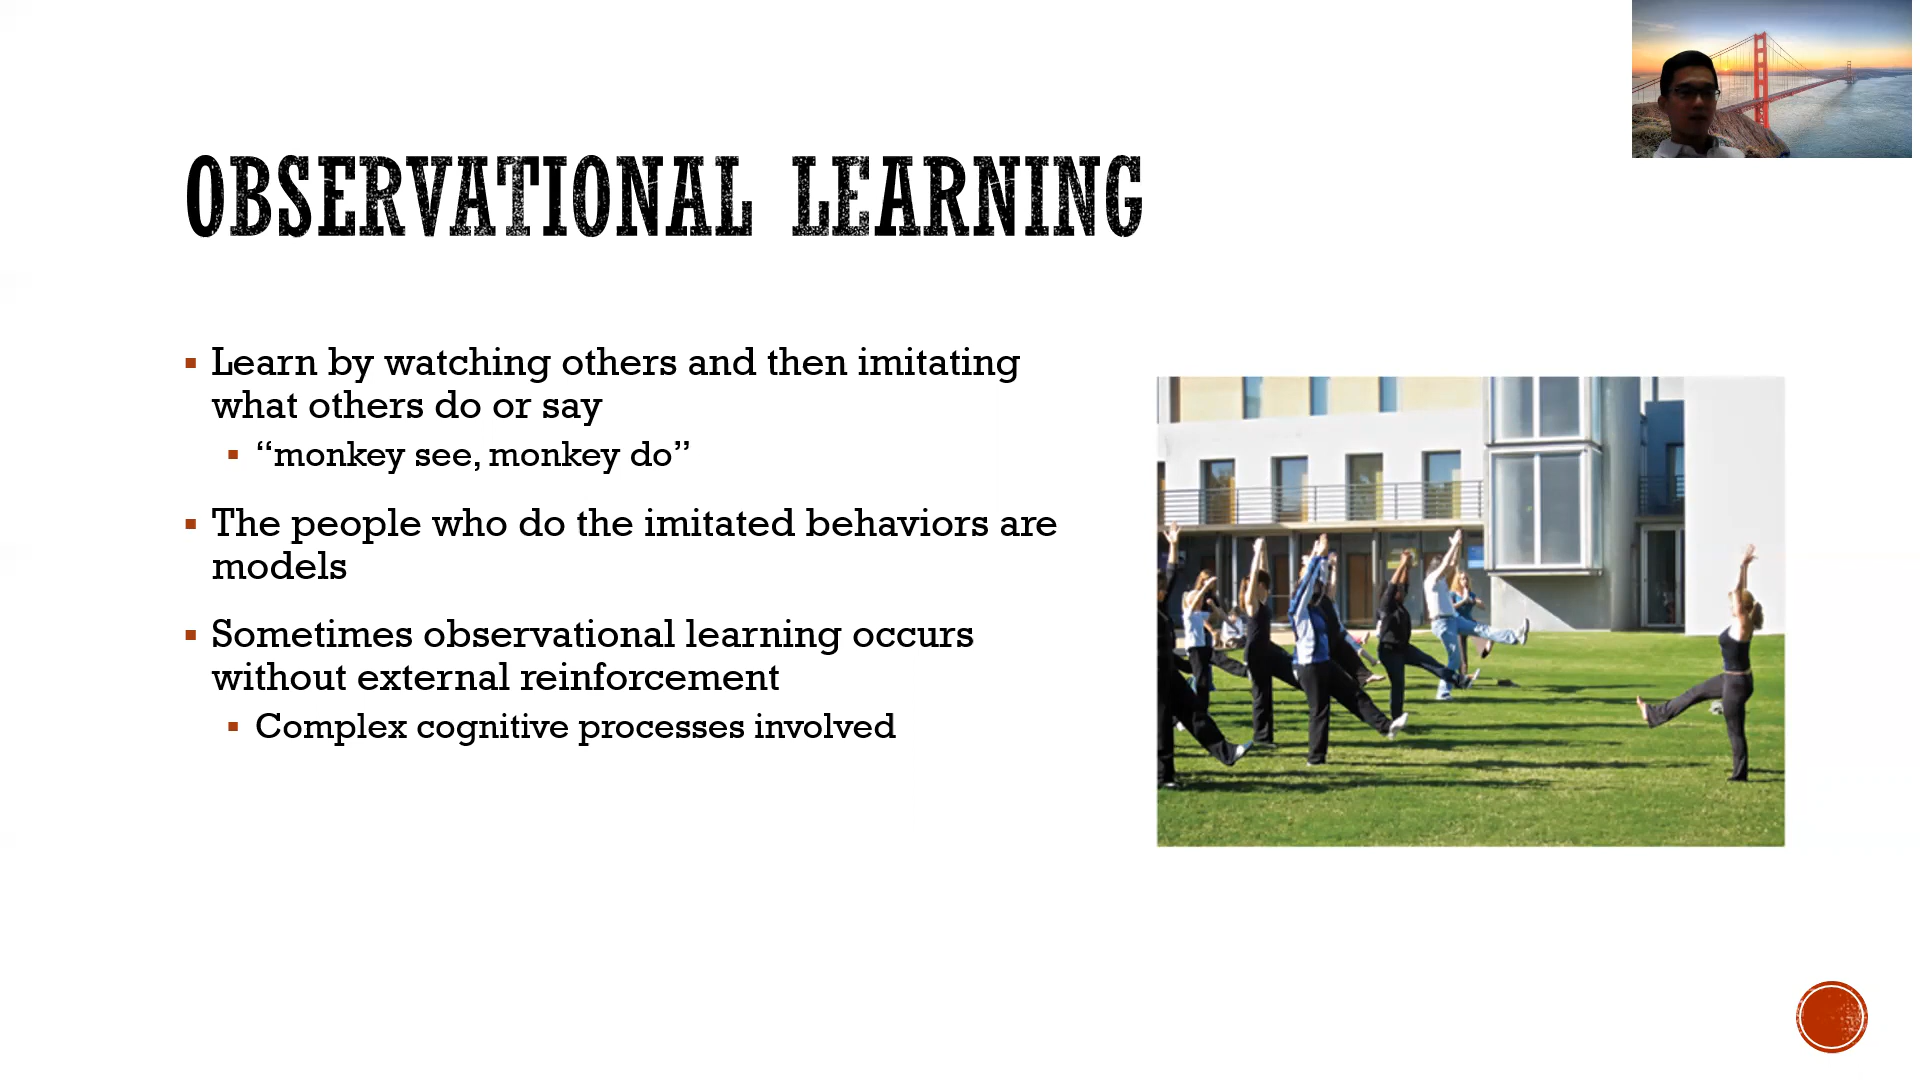 OBSERVATIONAL LEARNING
▪ Learn by watching others and then imitating
what others do or say
▪ “monkey see, monkey do”
▪ The people who do the imitated behaviors are
models
▪ Sometimes observational learning occurs
without external reinforcement
▪ Complex cognitive processes involved